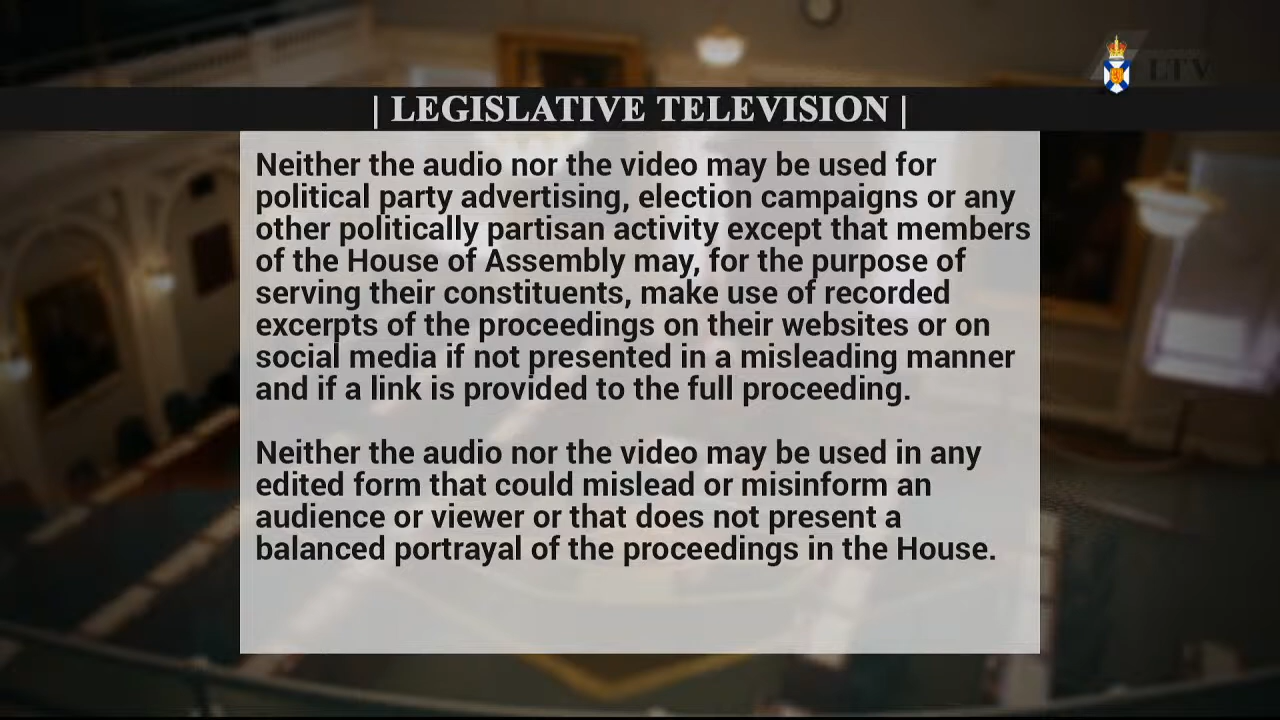 LTV
| LEGISLATIVE TELEVISION |
Neither the audio nor the video may be used for
political party advertising, election campaigns or any
other politically partisan activity except that members
of the House of Assembly may, for the purpose of
serving their constituents, make use of recorded
excerpts of the proceedings on their websites or on
social media if not presented in a misleading manner
and if a link is provided to the full proceeding.
Neither the audio nor the video may be used in any
edited form that could mislead or misinform an
audience or viewer or that does not present a
balanced portrayal of the proceedings in the House.